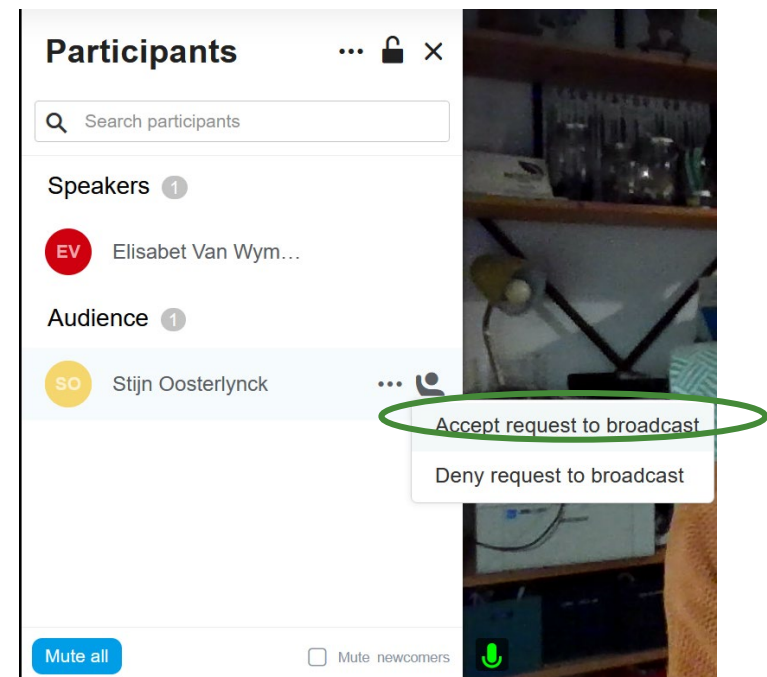 Participants
Search participants
Speakers 1
EV Elisabet Van Wym...
Audience 1
SO Stijn Oosterlynck
Accept request to broadcast
Deny request to broadcast
Mute all
Mute newcomers